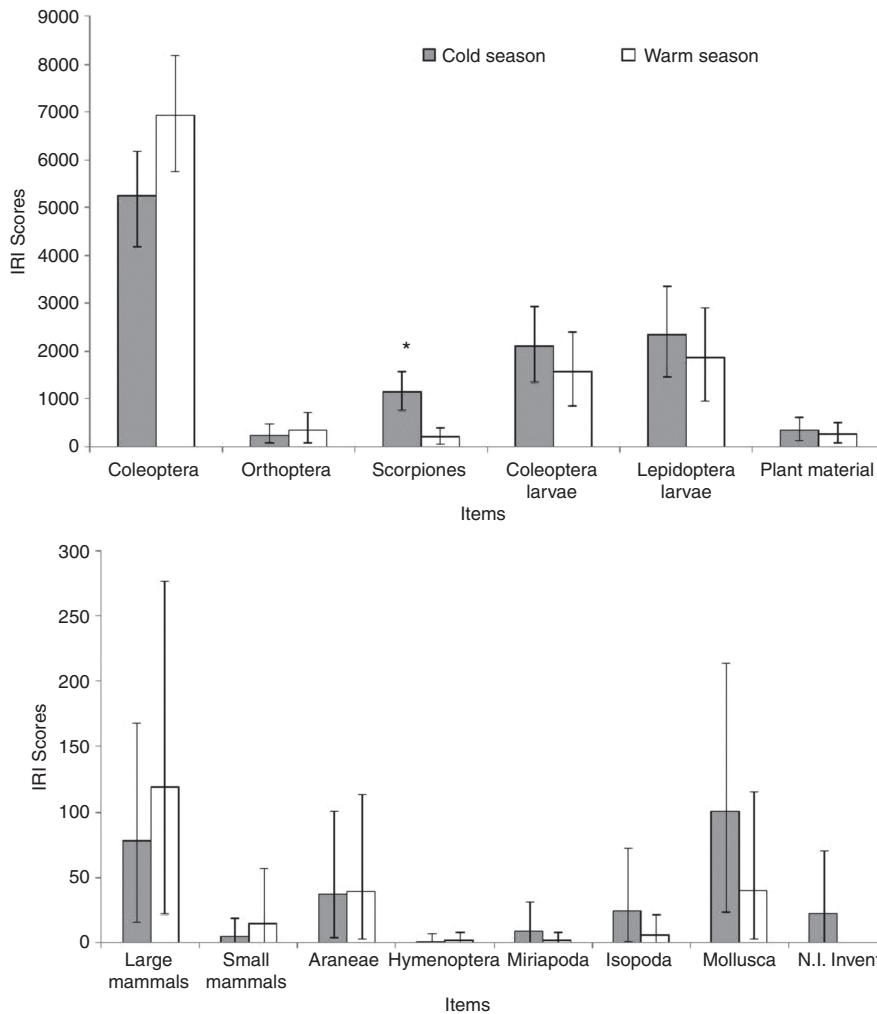 9000
8000
7000
6000
5000
4000
3000
2000
1000
0
IRI Scores
Cold season
Warm season
*
Coleoptera
Orthoptera
Scorpiones
Coleoptera
larvae
Lepidoptera
larvae
Plant material
Items
300
250
200
150
100
50
0
IRI Scores
Large
mammals
Small
mammals
Araneae
Hymenoptera
Miriapoda
Isopoda
Mollusca
N.I. Invent
Items